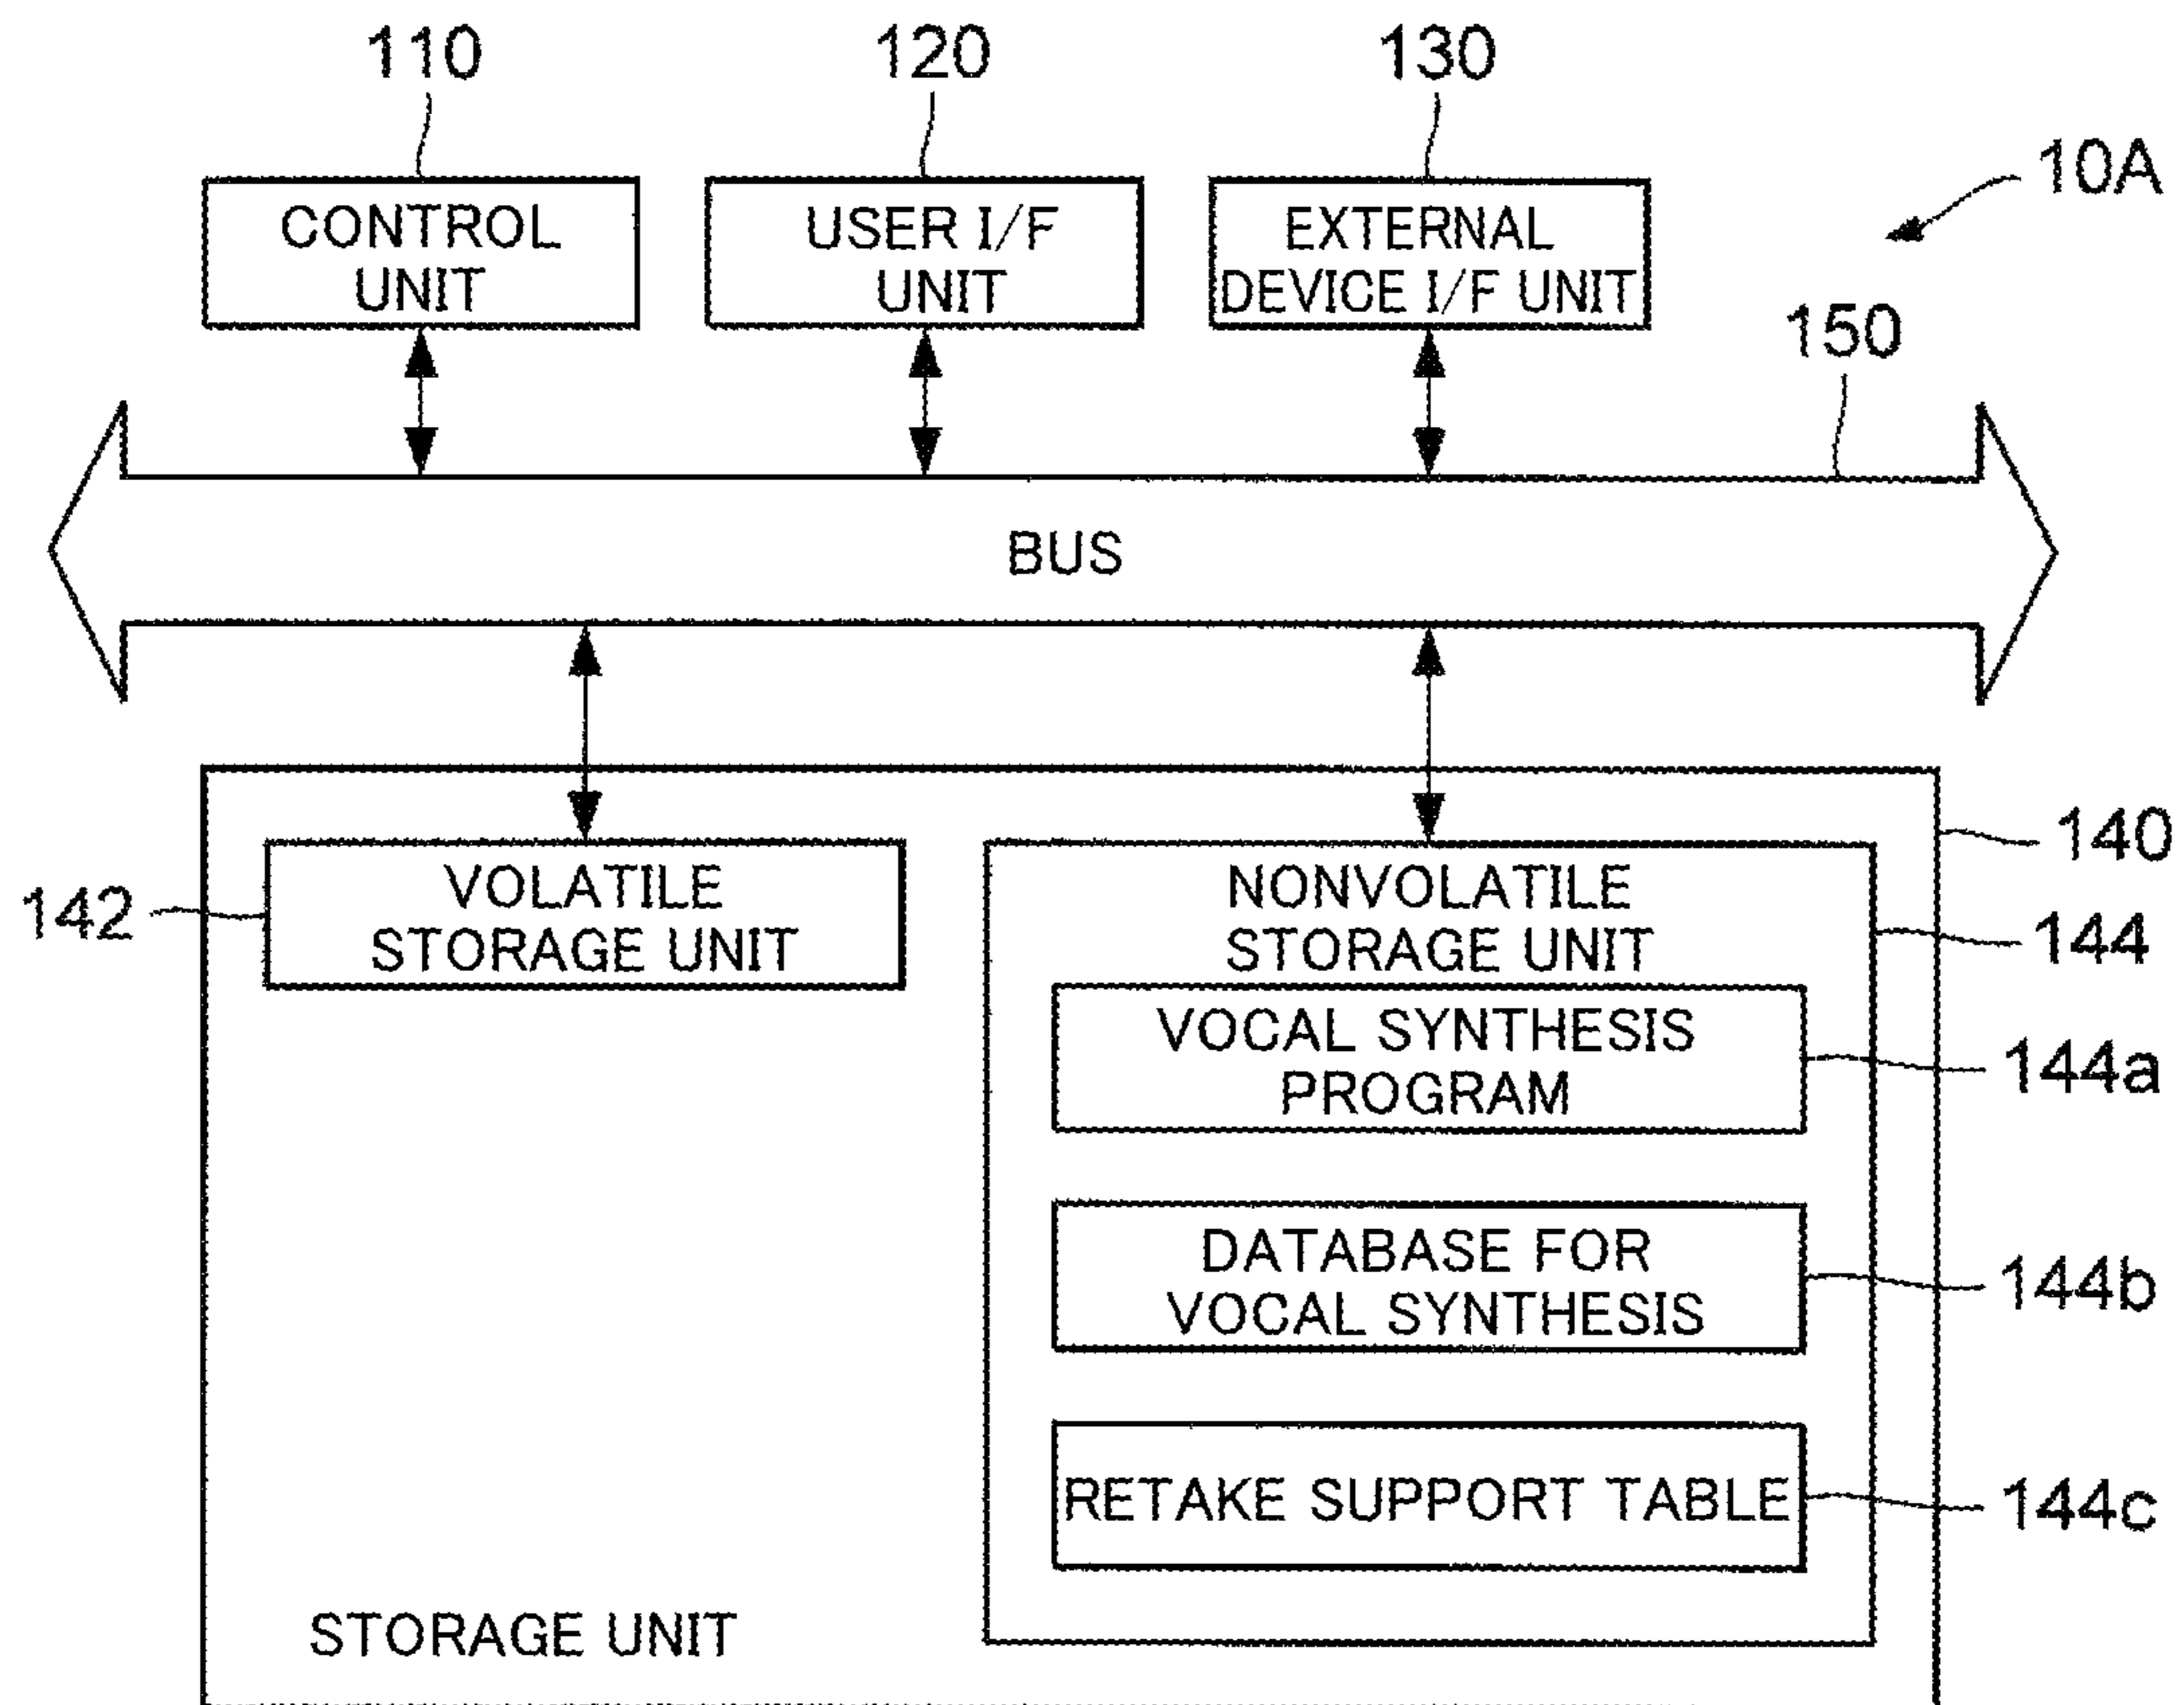 110
120
130
10A
CONTROL
UNIT
USER I/F
UNIT
EXTERNAL
DEVICE I/F UNIT
150
BUS
140
VOLATILE
STORAGE UNIT
142
NONVOLATILE
STORAGE UNIT
144
VOCAL SYNTHESIS
PROGRAM
144a
DATABASE FOR
VOCAL SYNTHESIS
144b
RETAKE SUPPORT TABLE
144c
STORAGE UNIT